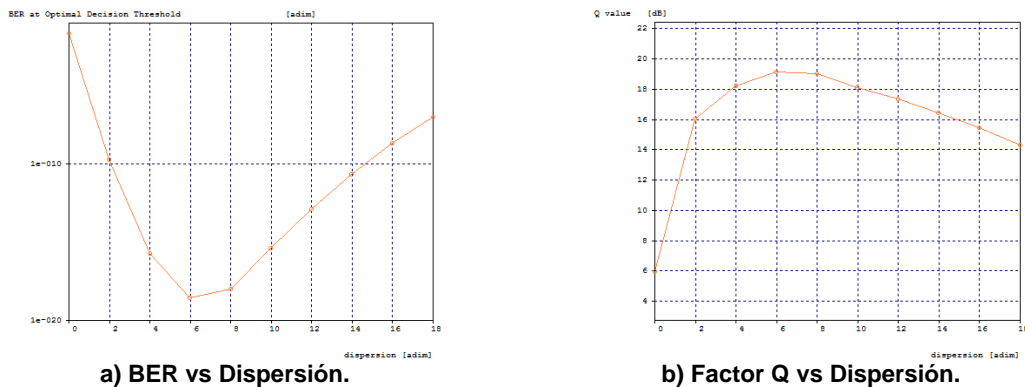 BER at Optimal Decision Threshold [adim]
1e-010
1e-020
0 2 4 6 8 10 12 14 16 18
dispersion [adim]
a) BER vs Dispersión.
Q value [dB]
22
20
18
16
14
12
10
8
6
4
0 2 4 6 8 10 12 14 16 18
dispersion [adim]
b) Factor Q vs Dispersión.